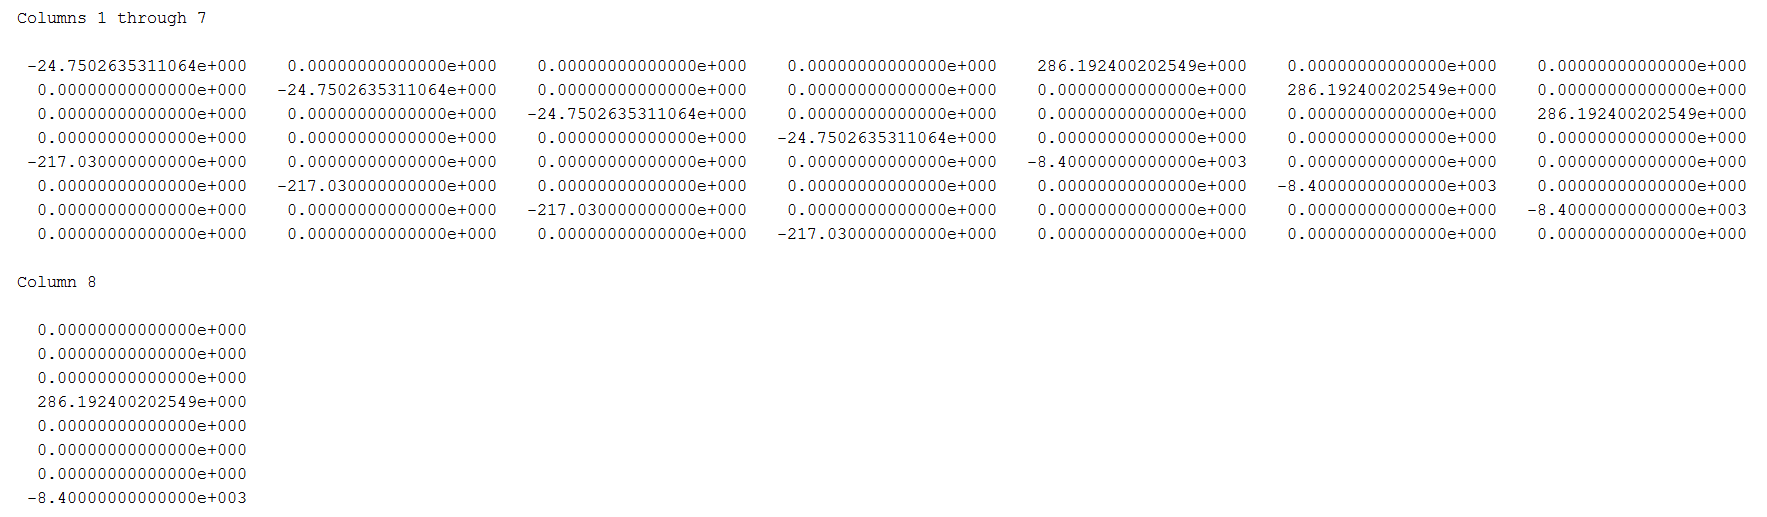 Columns 1 through 7
-24.7502635311064e+000 0.00000000000000e+000 0.00000000000000e+000 0.00000000000000e+000 286.192400202549e+000 0.00000000000000e+000 0.00000000000000e+000
0.00000000000000e+000 -24.7502635311064e+000 0.00000000000000e+000 0.00000000000000e+000 0.00000000000000e+000 286.192400202549e+000 0.00000000000000e+000
0.00000000000000e+000 0.00000000000000e+000 -24.7502635311064e+000 0.00000000000000e+000 0.00000000000000e+000 0.00000000000000e+000 286.192400202549e+000
0.00000000000000e+000 0.00000000000000e+000 0.00000000000000e+000 -24.7502635311064e+000 0.00000000000000e+000 0.00000000000000e+000 0.00000000000000e+000
-217.030000000000e+000 0.00000000000000e+000 0.00000000000000e+000 0.00000000000000e+000 -8.40000000000000e+003 0.00000000000000e+000 0.00000000000000e+000
0.00000000000000e+000 -217.030000000000e+000 0.00000000000000e+000 0.00000000000000e+000 0.00000000000000e+000 -8.40000000000000e+003 0.00000000000000e+000
0.00000000000000e+000 0.00000000000000e+000 -217.030000000000e+000 0.00000000000000e+000 0.00000000000000e+000 0.00000000000000e+000 -8.40000000000000e+003
0.00000000000000e+000 0.00000000000000e+000 0.00000000000000e+000 -217.030000000000e+000 0.00000000000000e+000 0.00000000000000e+000 0.00000000000000e+000
Column 8
0.00000000000000e+000
0.00000000000000e+000
0.00000000000000e+000
286.192400202549e+000
0.00000000000000e+000
0.00000000000000e+000
0.00000000000000e+000
-8.40000000000000e+003